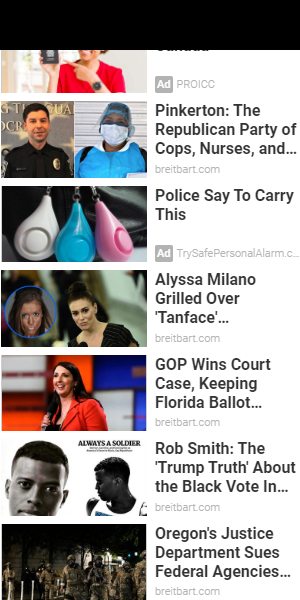 Ad PROICC
Pinkerton: The
Republican Party of
Cops, Nurses, and...
breitbart.com
Police Say To Carry
This
Ad TrySafePersonalAlarm.c...
Alyssa Milano
Grilled Over
'Tanface'...
breitbart.com
GOP Wins Court
Case, Keeping
Florida Ballot...
breitbart.com
ALWAYS A SOLDIER
Rob Smith: The
'Trump Truth' About
the Black Vote In...
breitbart.com
Oregon's Justice
Department Sues
Federal Agencies...
breitbart.com